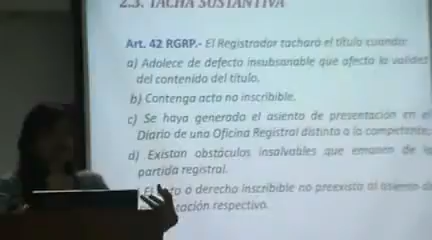 2.3. TACHA SUSTANTIVA
Art. 42 RGRP.- El Registrador tachará el título cuando:
a) Adolece de defecto insubsanable que afecta la validez
del contenido del título.
b) Contenga acto no inscribible.
c) Se haya generado el asiento de presentación en el
Diario de una Oficina Registral distinta a la competente;
d) Existan obstáculos insalvables que emanen de la
partida registral.
o derecho inscribible no preexista al asiento de
respectivo.